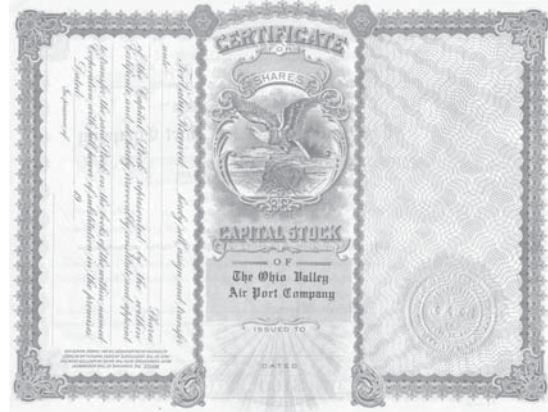 CERTIFICATE
OF
SHARES
CAPITAL STOCK
OF
The Ohio Valley
Air Port Company
ISSUED TO
DATED
For Value Received hereby sell, assign and transfer
unto
Shares
of the Capital Stock represented by the within
Certificate and do hereby irrevocably constitute and appoint
to transfer the said Stock on the books of the within named
Corporation with full power of substitution in the premises.
Dated 19
In presence of